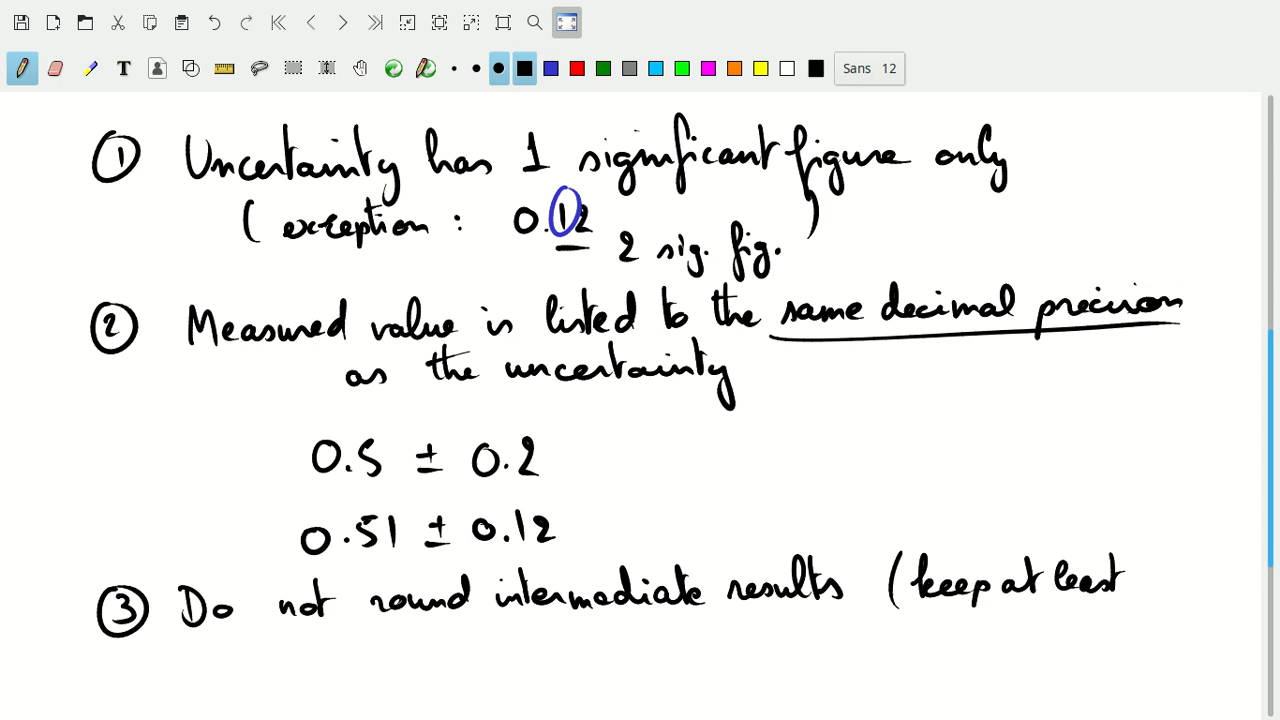 T
Sans 12
① Uncertainty has 1 significant figure only
( exception : 0.12 2 sig. fig. )
② Measured value is listed to the same decimal precision
as the uncertainty
0.5 ± 0.2
0.51 ± 0.12
③ Do not round intermediate results ( keep at least